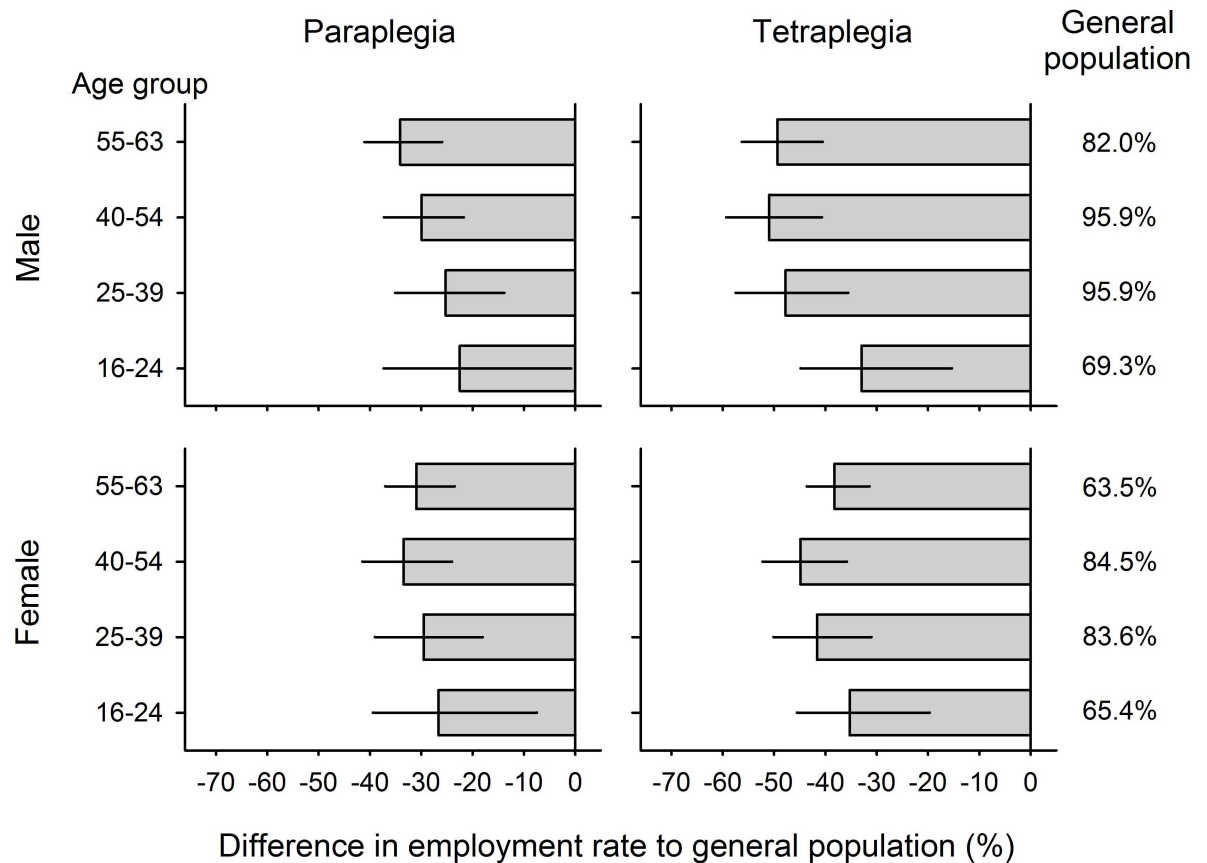 Paraplegia Tetraplegia General
population
Age group
Male
55-63 82.0%
40-54 95.9%
25-39 95.9%
16-24 69.3%
Female
55-63 63.5%
40-54 84.5%
25-39 83.6%
16-24 65.4%
-70 -60 -50 -40 -30 -20 -10 0 -70 -60 -50 -40 -30 -20 -10 0
Difference in employment rate to general population (%)